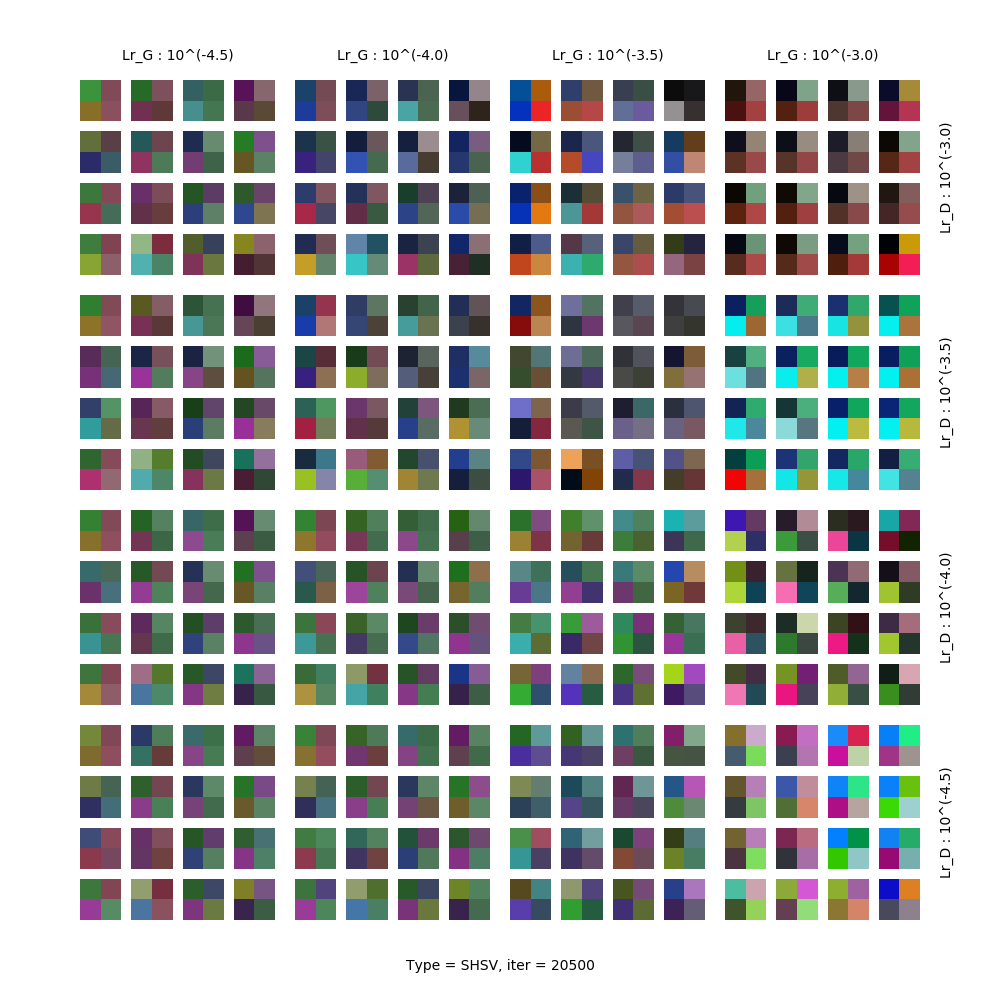 Lr_G : 10^(-4.5)
Lr_G : 10^(-4.0)
Lr_G : 10^(-3.5)
Lr_G : 10^(-3.0)
Lr_D : 10^(-3.0)
Lr_D : 10^(-3.5)
Lr_D : 10^(-4.0)
Lr_D : 10^(-4.5)
Type = SHSV, iter = 20500